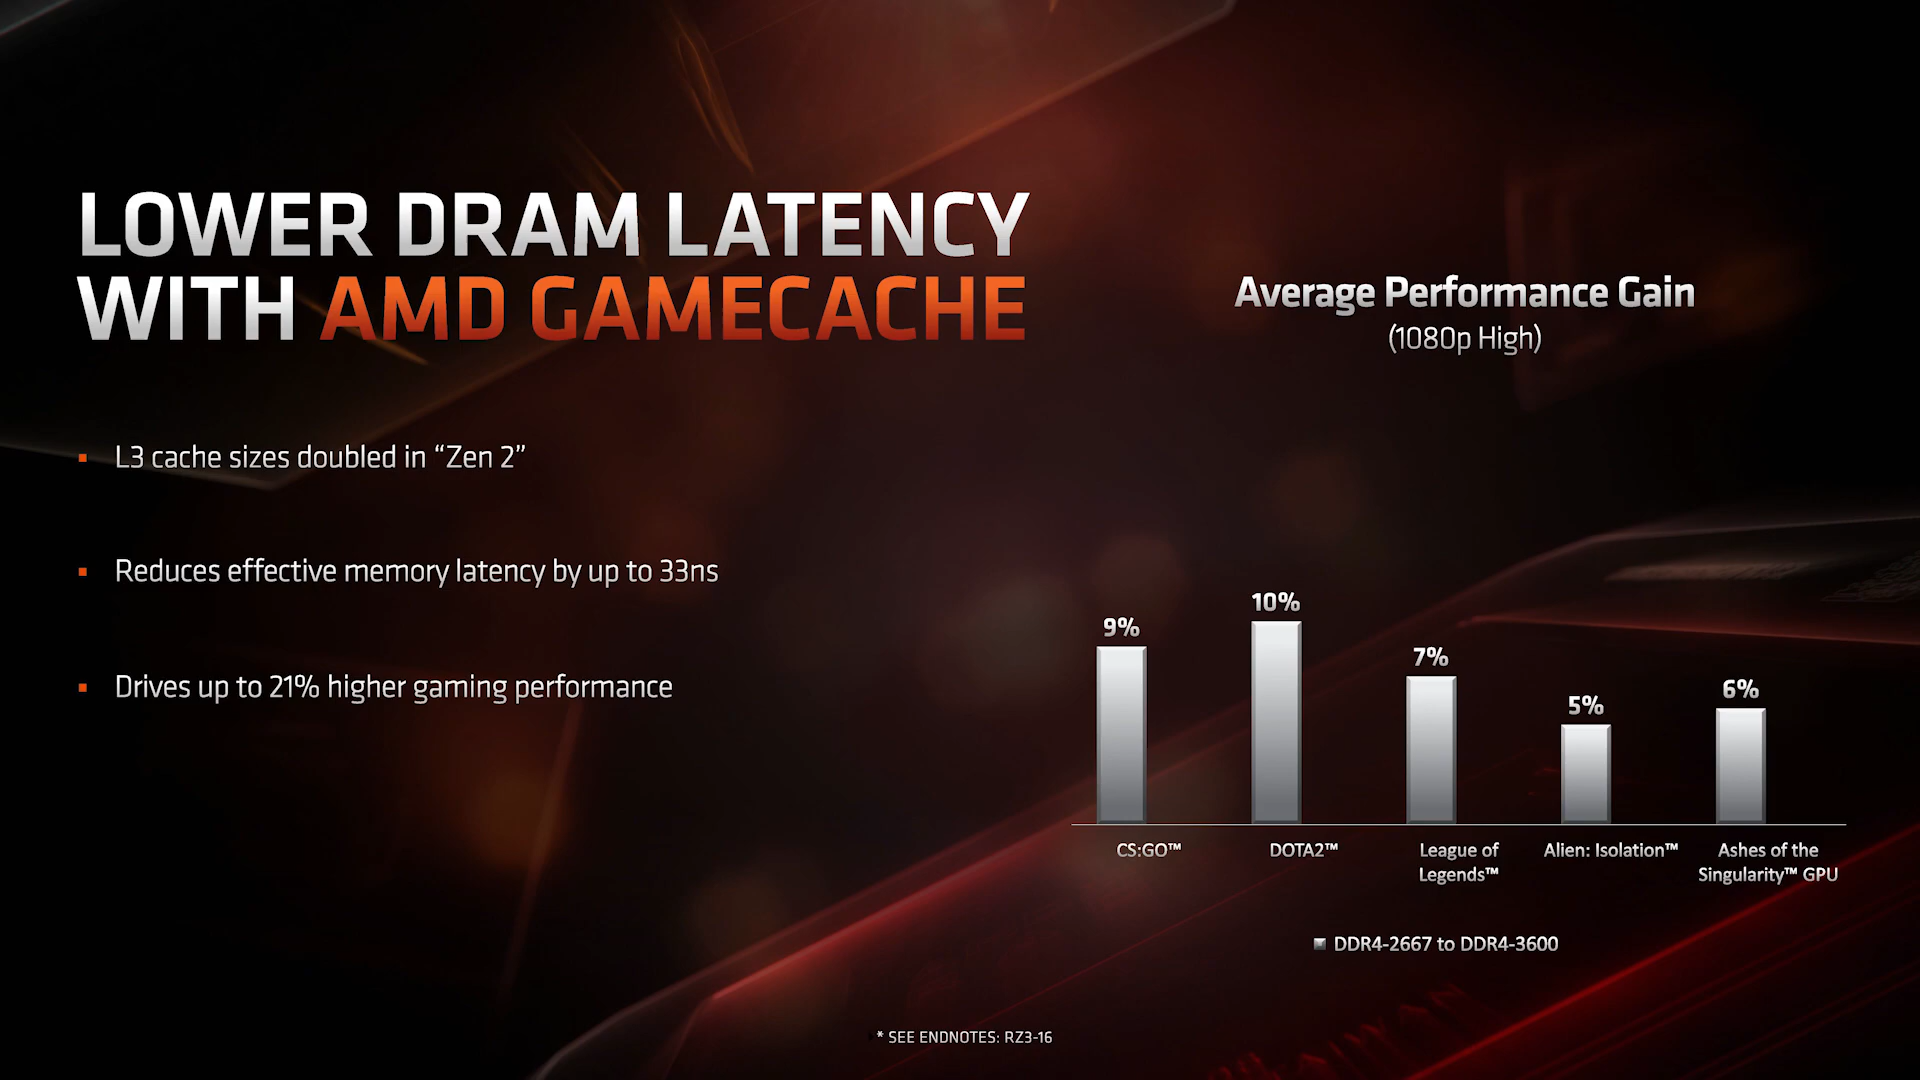 LOWER DRAM LATENCY
WITH AMD GAMECACHE
▪ L3 cache sizes doubled in “Zen 2”
▪ Reduces effective memory latency by up to 33ns
▪ Drives up to 21% higher gaming performance
Average Performance Gain
(1080p High)
9%
10%
7%
5%
6%
CS:GO™
DOTA2™
League of
Legends™
Alien: Isolation™
Ashes of the
Singularity™ GPU
DDR4-2667 to DDR4-3600
* SEE ENDNOTES: RZ3-16